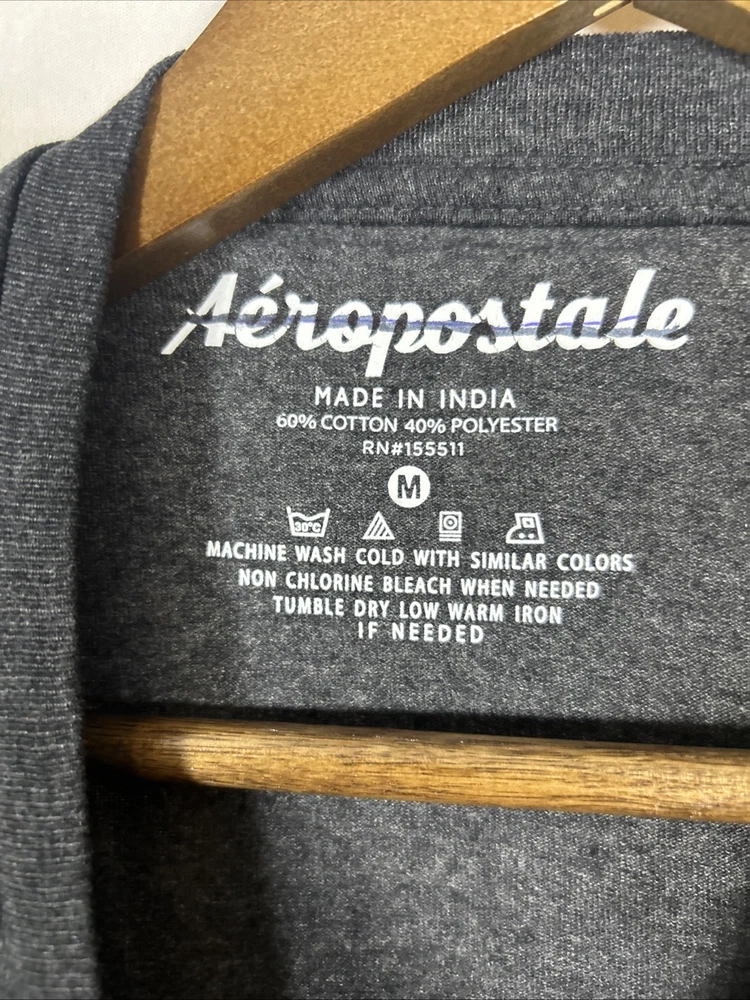 Aéropostale
MADE IN INDIA
60% COTTON 40% POLYESTER
RN#155511
M
30°C
MACHINE WASH COLD WITH SIMILAR COLORS
NON CHLORINE BLEACH WHEN NEEDED
TUMBLE DRY LOW WARM IRON
IF NEEDED